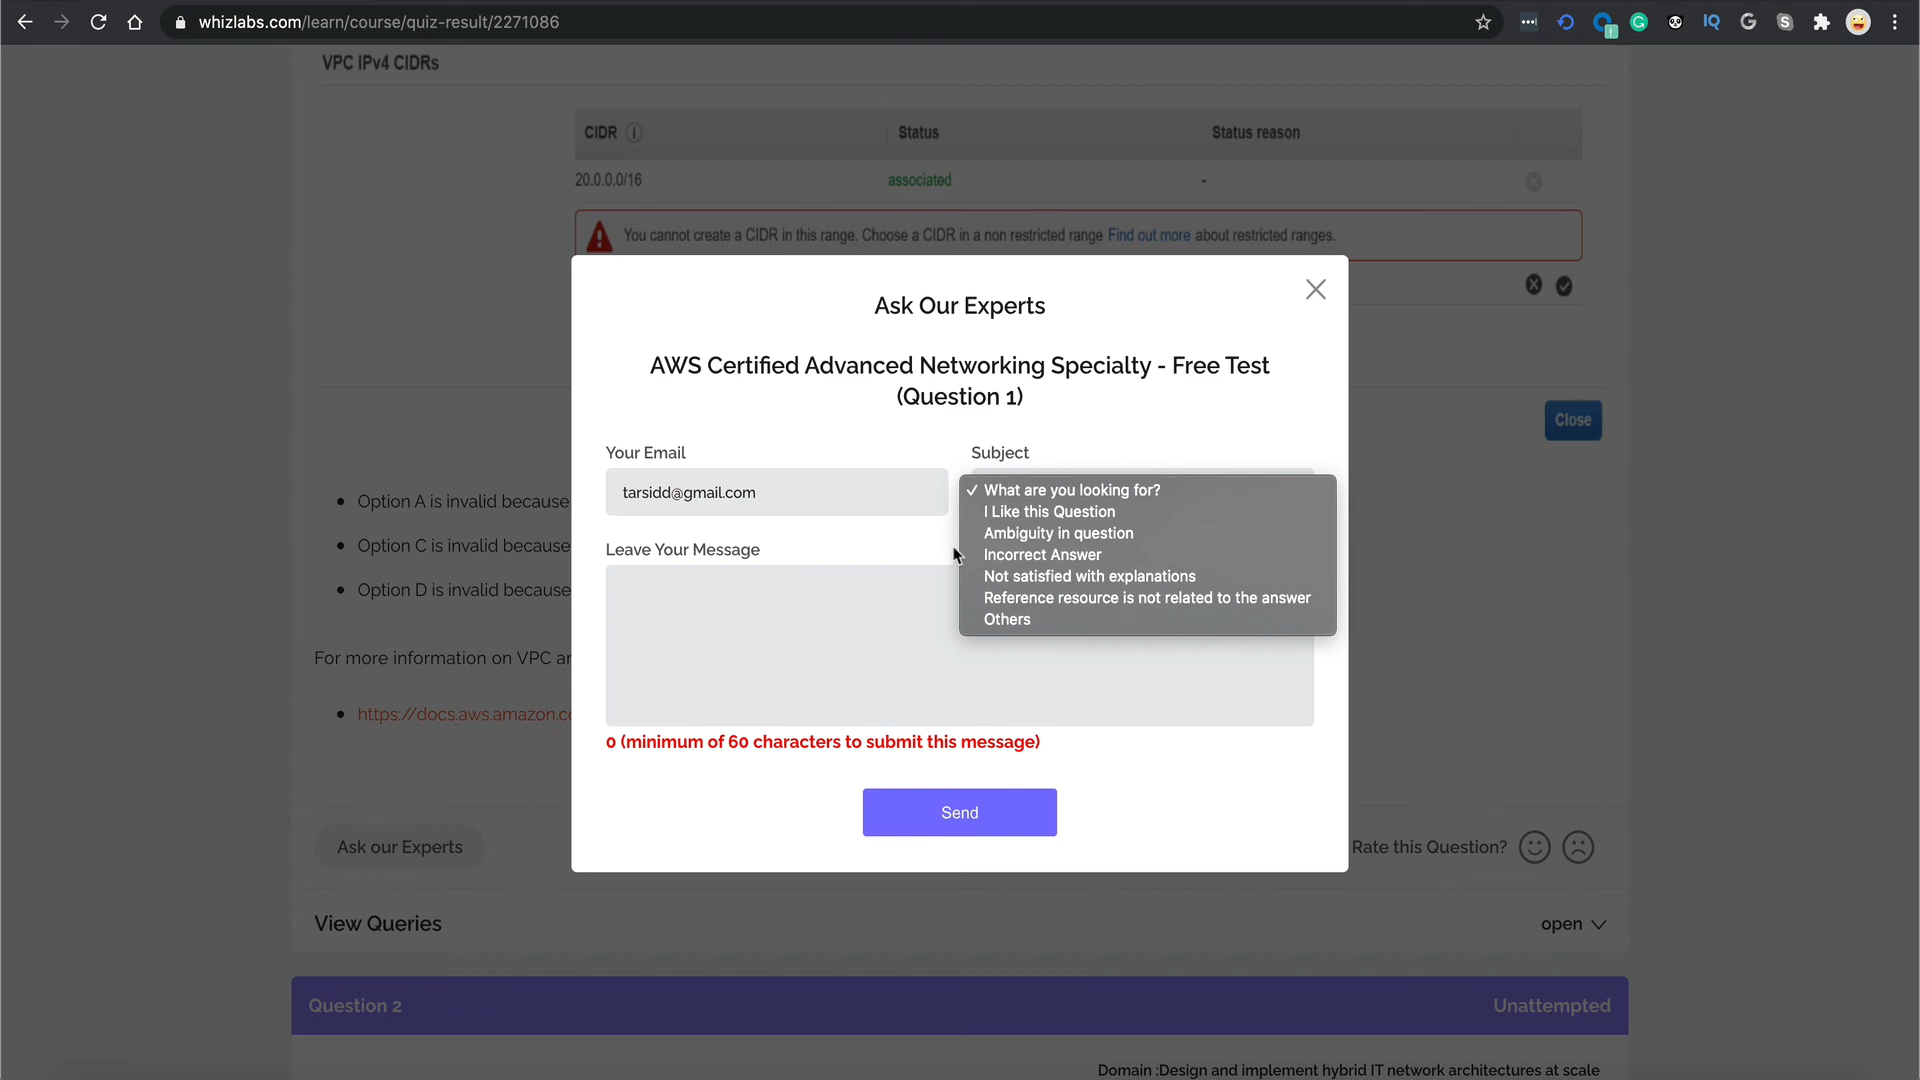 whizlabs.com/learn/course/quiz-result/2271086
VPC IPv4 CIDRs
CIDR Status Status reason
20.0.0.0/16 associated -
You cannot create a CIDR in this range. Choose a CIDR in a non restricted range Find out more about restricted ranges.
Close
Ask Our Experts
AWS Certified Advanced Networking Specialty - Free Test
(Question 1)
Your Email
tarsidd@gmail.com
Subject
✓ What are you looking for?
I Like this Question
Ambiguity in question
Incorrect Answer
Not satisfied with explanations
Reference resource is not related to the answer
Others
Leave Your Message
0 (minimum of 60 characters to submit this message)
Send
Option A is invalid because
Option C is invalid because
Option D is invalid because
For more information on VPC
https://docs.aws.amazon.c
Ask our Experts
Rate this Question?
View Queries
open
Question 2
Unattempted
Domain :Design and implement hybrid IT network architectures at scale